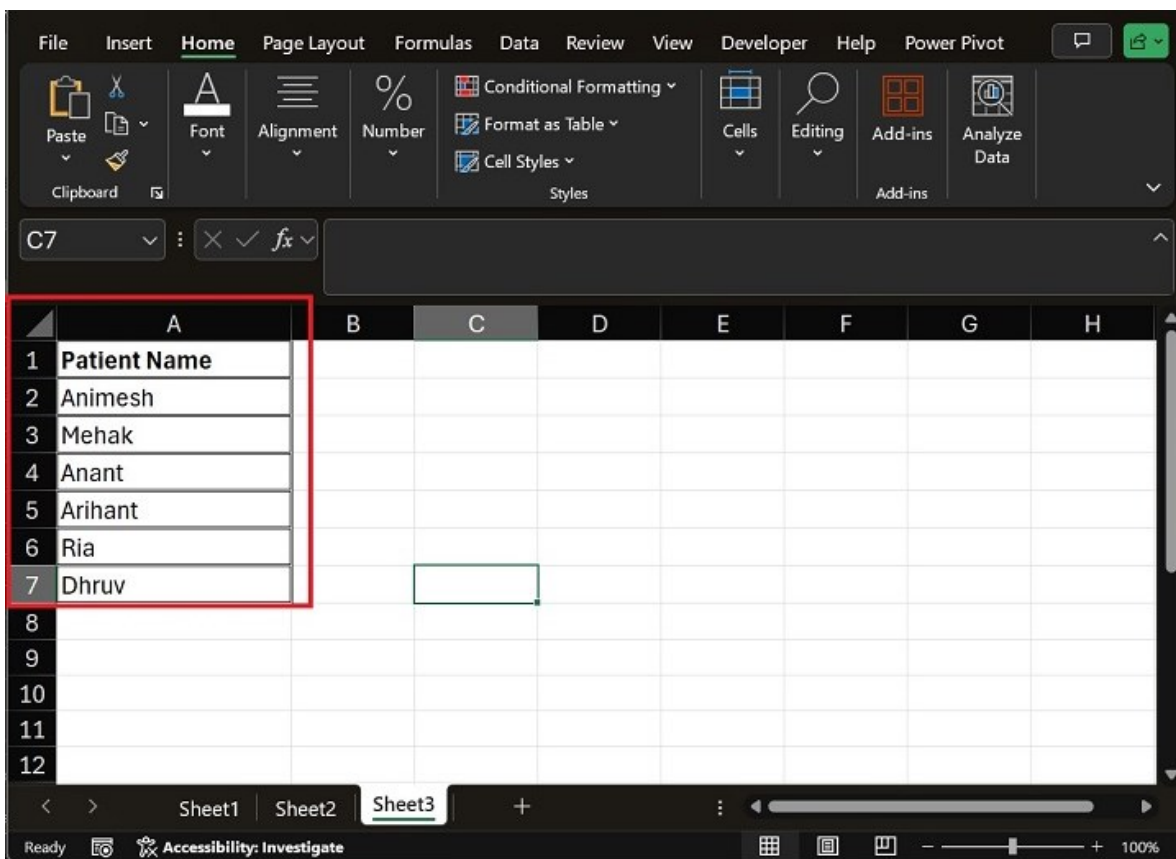 File Insert Home Page Layout Formulas Data Review View Developer Help Power Pivot
Paste
Clipboard
Font
Alignment
%
Number
Conditional Formatting
Format as Table
Cell Styles
Styles
Cells
Editing
Add-ins
Add-ins
Analyze
Data
C7 fx
A B C D E F G H
1 Patient Name
2 Animesh
3 Mehak
4 Anant
5 Arihant
6 Ria
7 Dhruv
8
9
10
11
12
Sheet1 Sheet2 Sheet3 +
Ready Accessibility: Investigate - + 100%